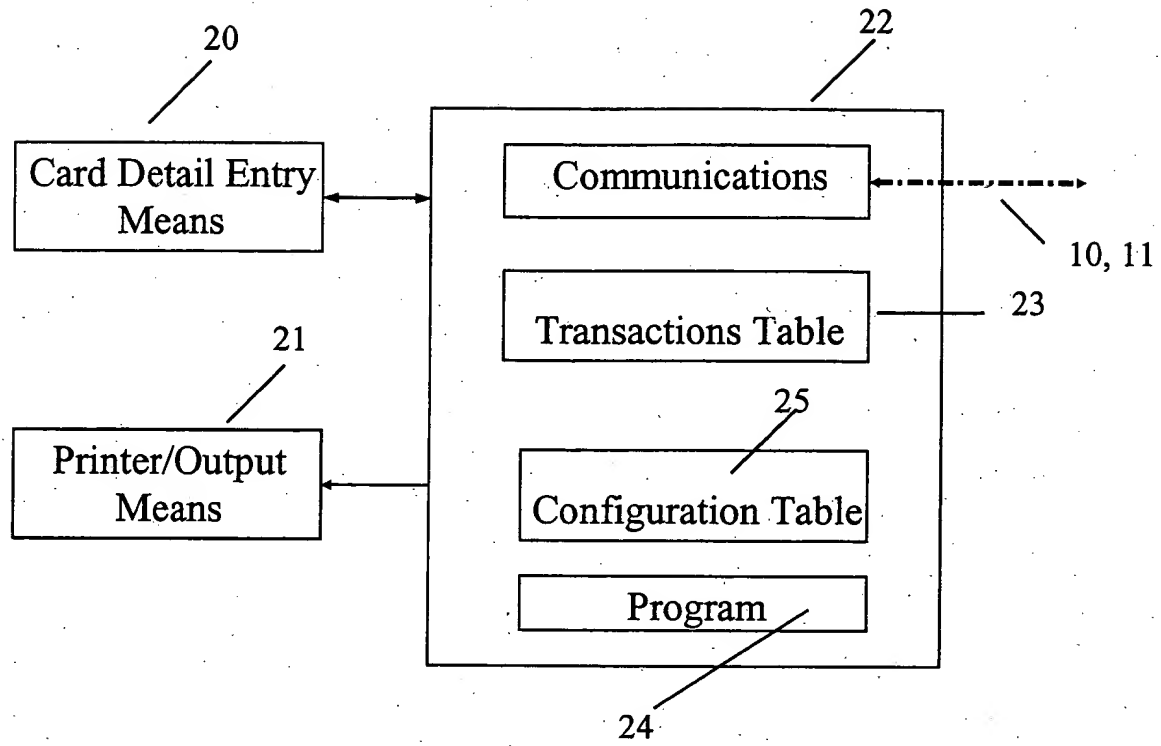 20
22
Card Detail Entry
Means
Communications
10, 11
Transactions Table
23
21
25
Printer/Output
Means
Configuration Table
Program
24